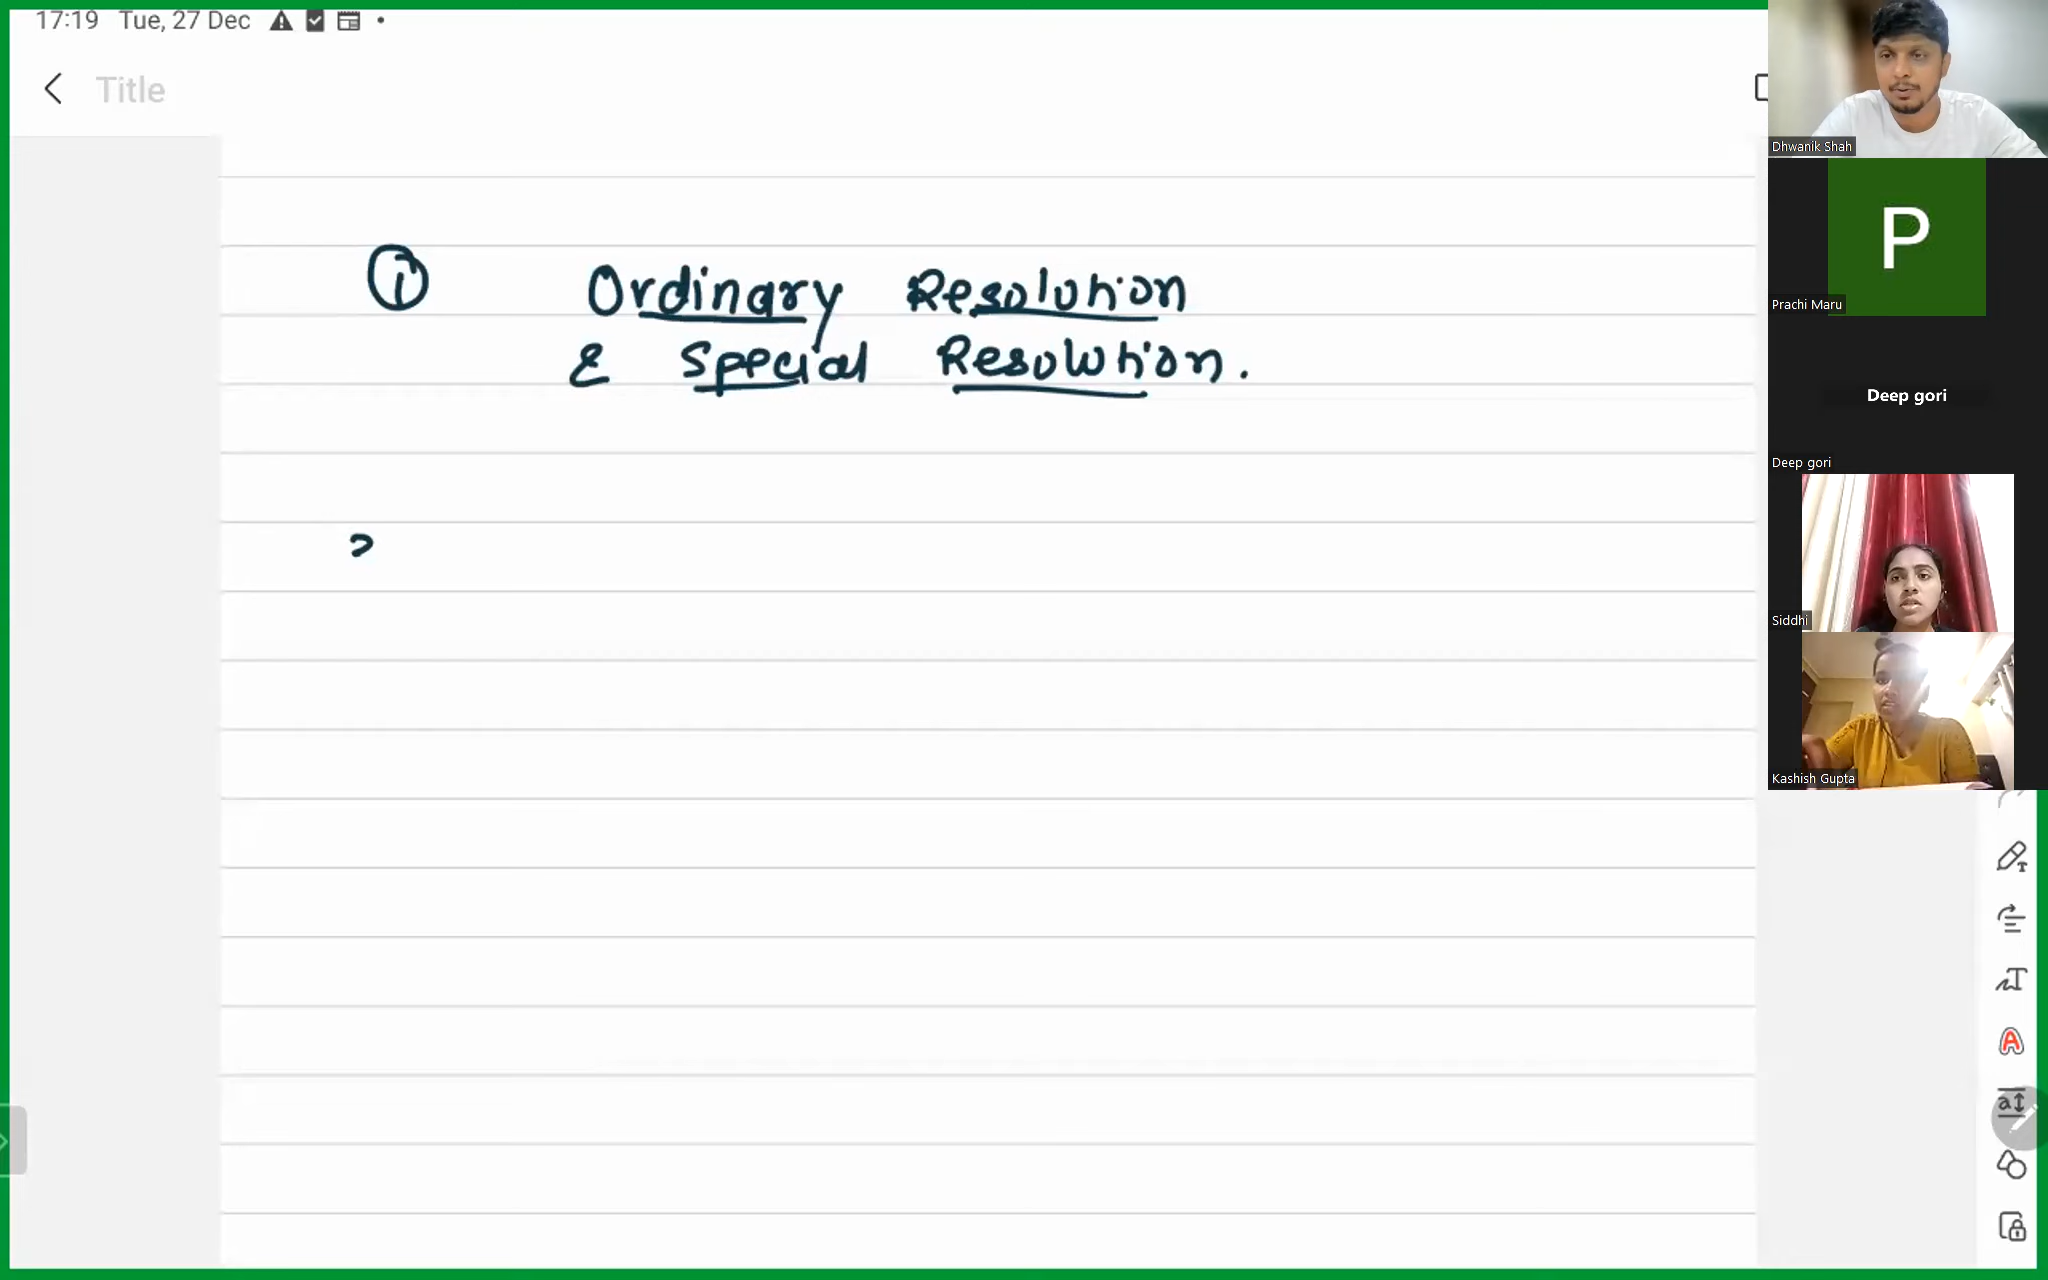 17:19 Tue, 27 Dec
Title
① Ordinary Resolution
& Special Resolution.
>
Dhwanik Shah
P
Prachi Maru
Deep gori
Deep gori
Siddhi
Kashish Gupta